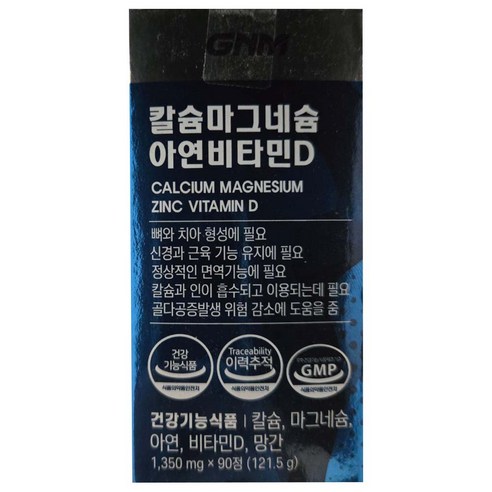 GNM
칼슘마그네슘
아연비타민D
CALCIUM MAGNESIUM
ZINC VITAMIN D
뼈와 치아 형성에 필요
신경과 근육 기능 유지에 필요
정상적인 면역기능에 필요
칼슘과 인이 흡수되고 이용되는데 필요
골다공증발생 위험 감소에 도움을 줌
건강
기능식품
식품의약품안전처
Traceability
이력추적
식품의약품안전처
GMP
식품의약품안전처
건강기능식품 | 칼슘, 마그네슘,
아연, 비타민D, 망간
1,350 mg × 90정 (121.5 g)